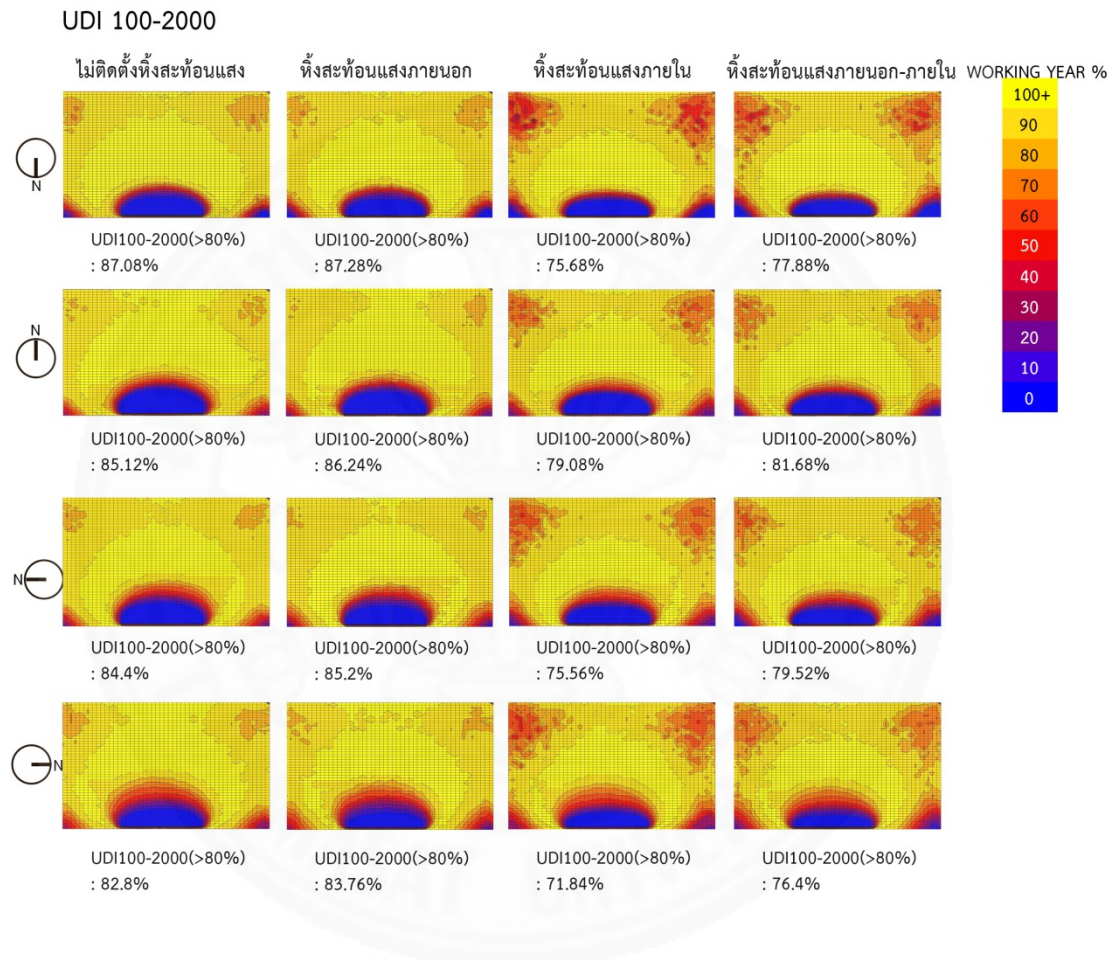 UDI 100-2000
ไม่ติดตั้งหิ้งสะท้อนแสง
หิ้งสะท้อนแสงภายนอก
หิ้งสะท้อนแสงภายใน
หิ้งสะท้อนแสงภายนอก-ภายใน
WORKING YEAR %
100+
90
80
70
60
50
40
30
20
10
0
N
UDI100-2000(>80%)
: 87.08%
UDI100-2000(>80%)
: 87.28%
UDI100-2000(>80%)
: 75.68%
UDI100-2000(>80%)
: 77.88%
N
UDI100-2000(>80%)
: 85.12%
UDI100-2000(>80%)
: 86.24%
UDI100-2000(>80%)
: 79.08%
UDI100-2000(>80%)
: 81.68%
N
UDI100-2000(>80%)
: 84.4%
UDI100-2000(>80%)
: 85.2%
UDI100-2000(>80%)
: 75.56%
UDI100-2000(>80%)
: 79.52%
N
UDI100-2000(>80%)
: 82.8%
UDI100-2000(>80%)
: 83.76%
UDI100-2000(>80%)
: 71.84%
UDI100-2000(>80%)
: 76.4%